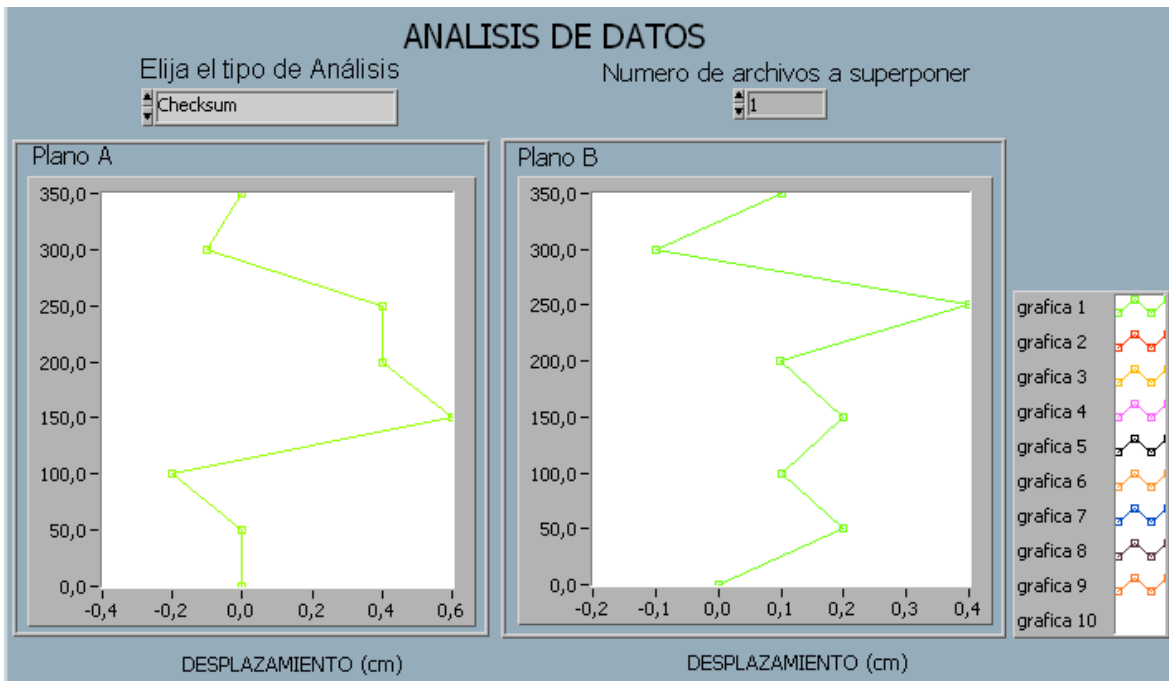 ANALISIS DE DATOS
Elija el tipo de Análisis
Checksum
Numero de archivos a superponer
1
Plano A
350,0
300,0
250,0
200,0
150,0
100,0
50,0
0,0
-0,4 -0,2 0,0 0,2 0,4 0,6
DESPLAZAMIENTO (cm)
Plano B
350,0
300,0
250,0
200,0
150,0
100,0
50,0
0,0
-0,2 -0,1 0,0 0,1 0,2 0,3 0,4
DESPLAZAMIENTO (cm)
grafica 1
grafica 2
grafica 3
grafica 4
grafica 5
grafica 6
grafica 7
grafica 8
grafica 9
grafica 10